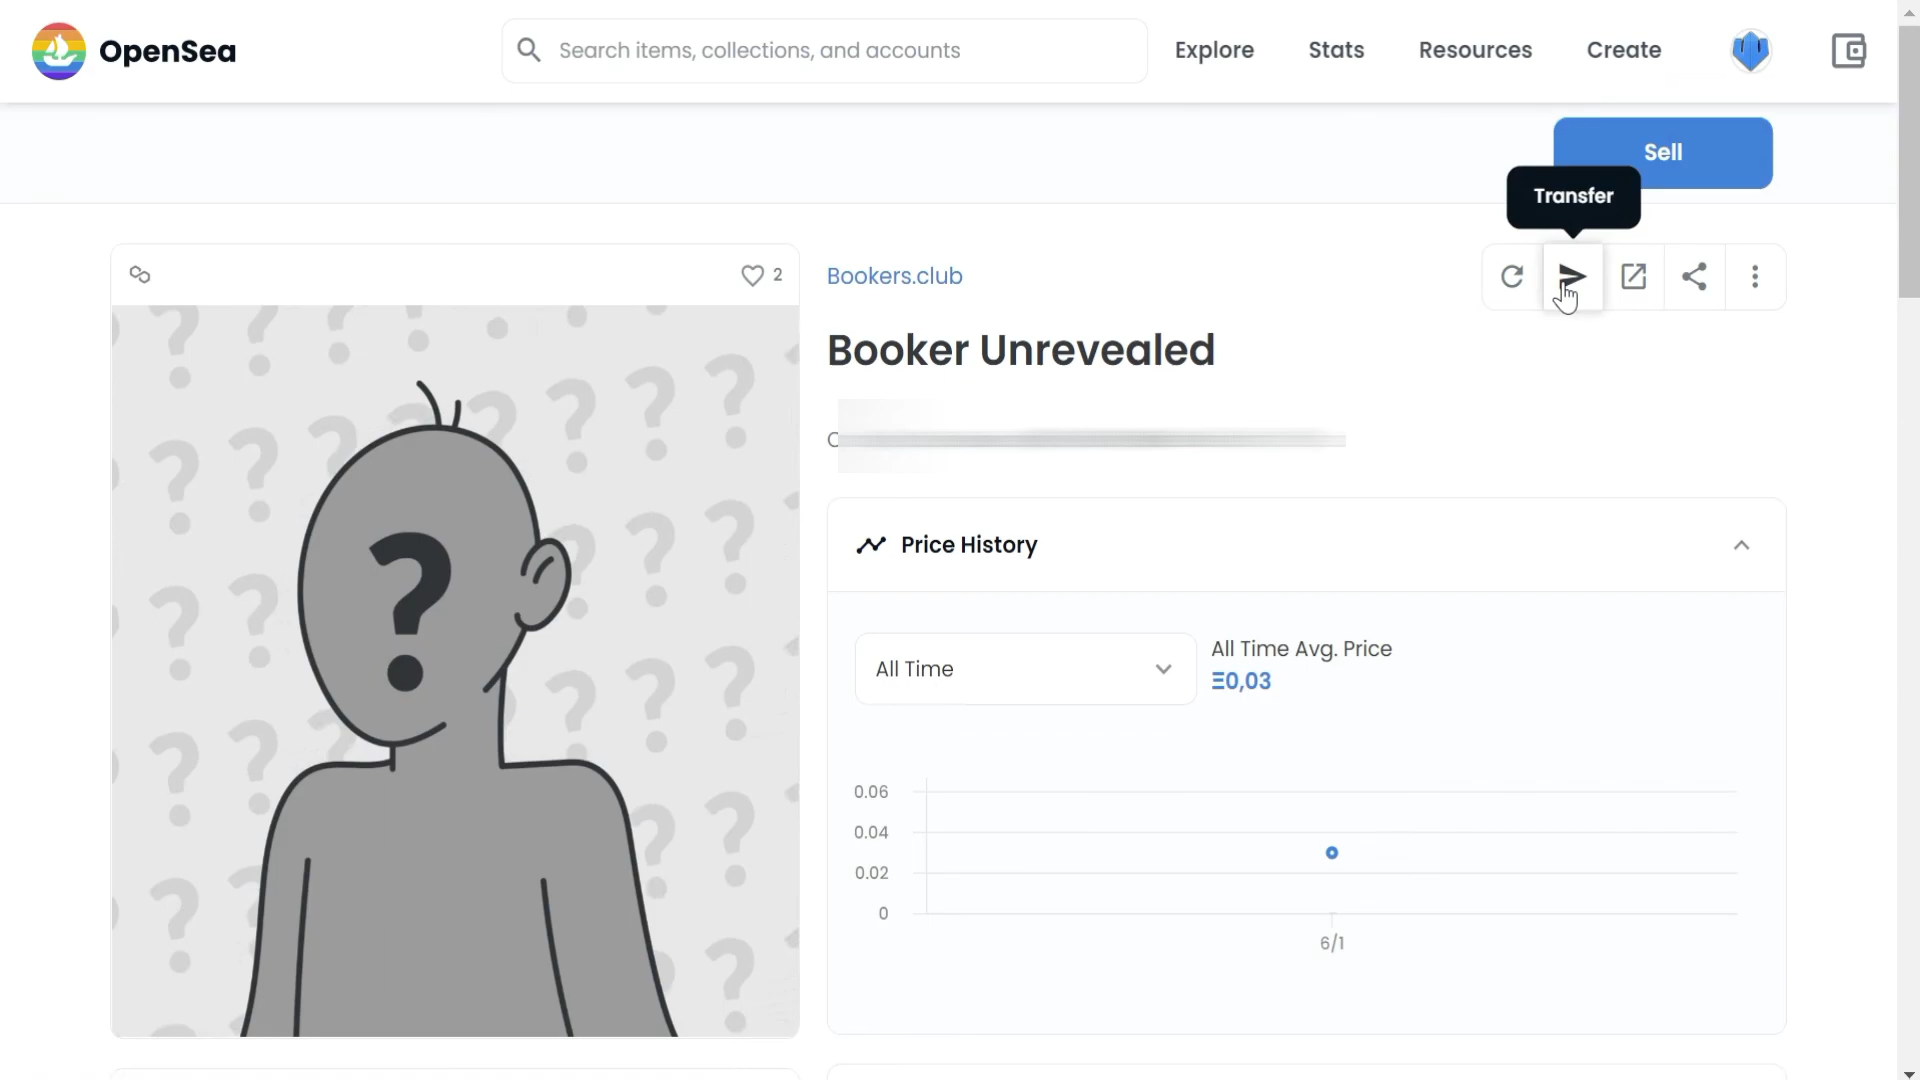 OpenSea
Search items, collections, and accounts
Explore
Stats
Resources
Create
Sell
Transfer
2
Bookers.club
Booker Unrevealed
Price History
All Time
All Time Avg. Price
Ξ0,03
0.06
0.04
0.02
0
6/1
?